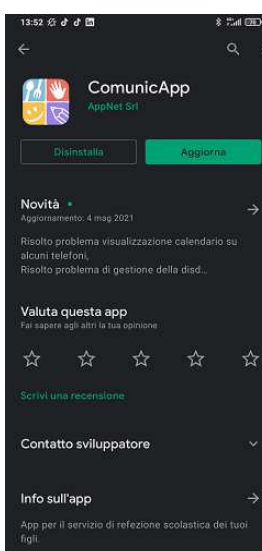 13:52
ComunicApp
AppNet Srl
Disinstalla
Aggiorna
Novità
Aggiornamento: 4 mag 2021
Risolto problema visualizzazione calendario su
alcuni telefoni,
Risolto problema di gestione della disd...
Valuta questa app
Fai sapere agli altri la tua opinione
Scrivi una recensione
Contatto sviluppatore
Info sull'app
App per il servizio di refezione scolastica dei tuoi
figli.